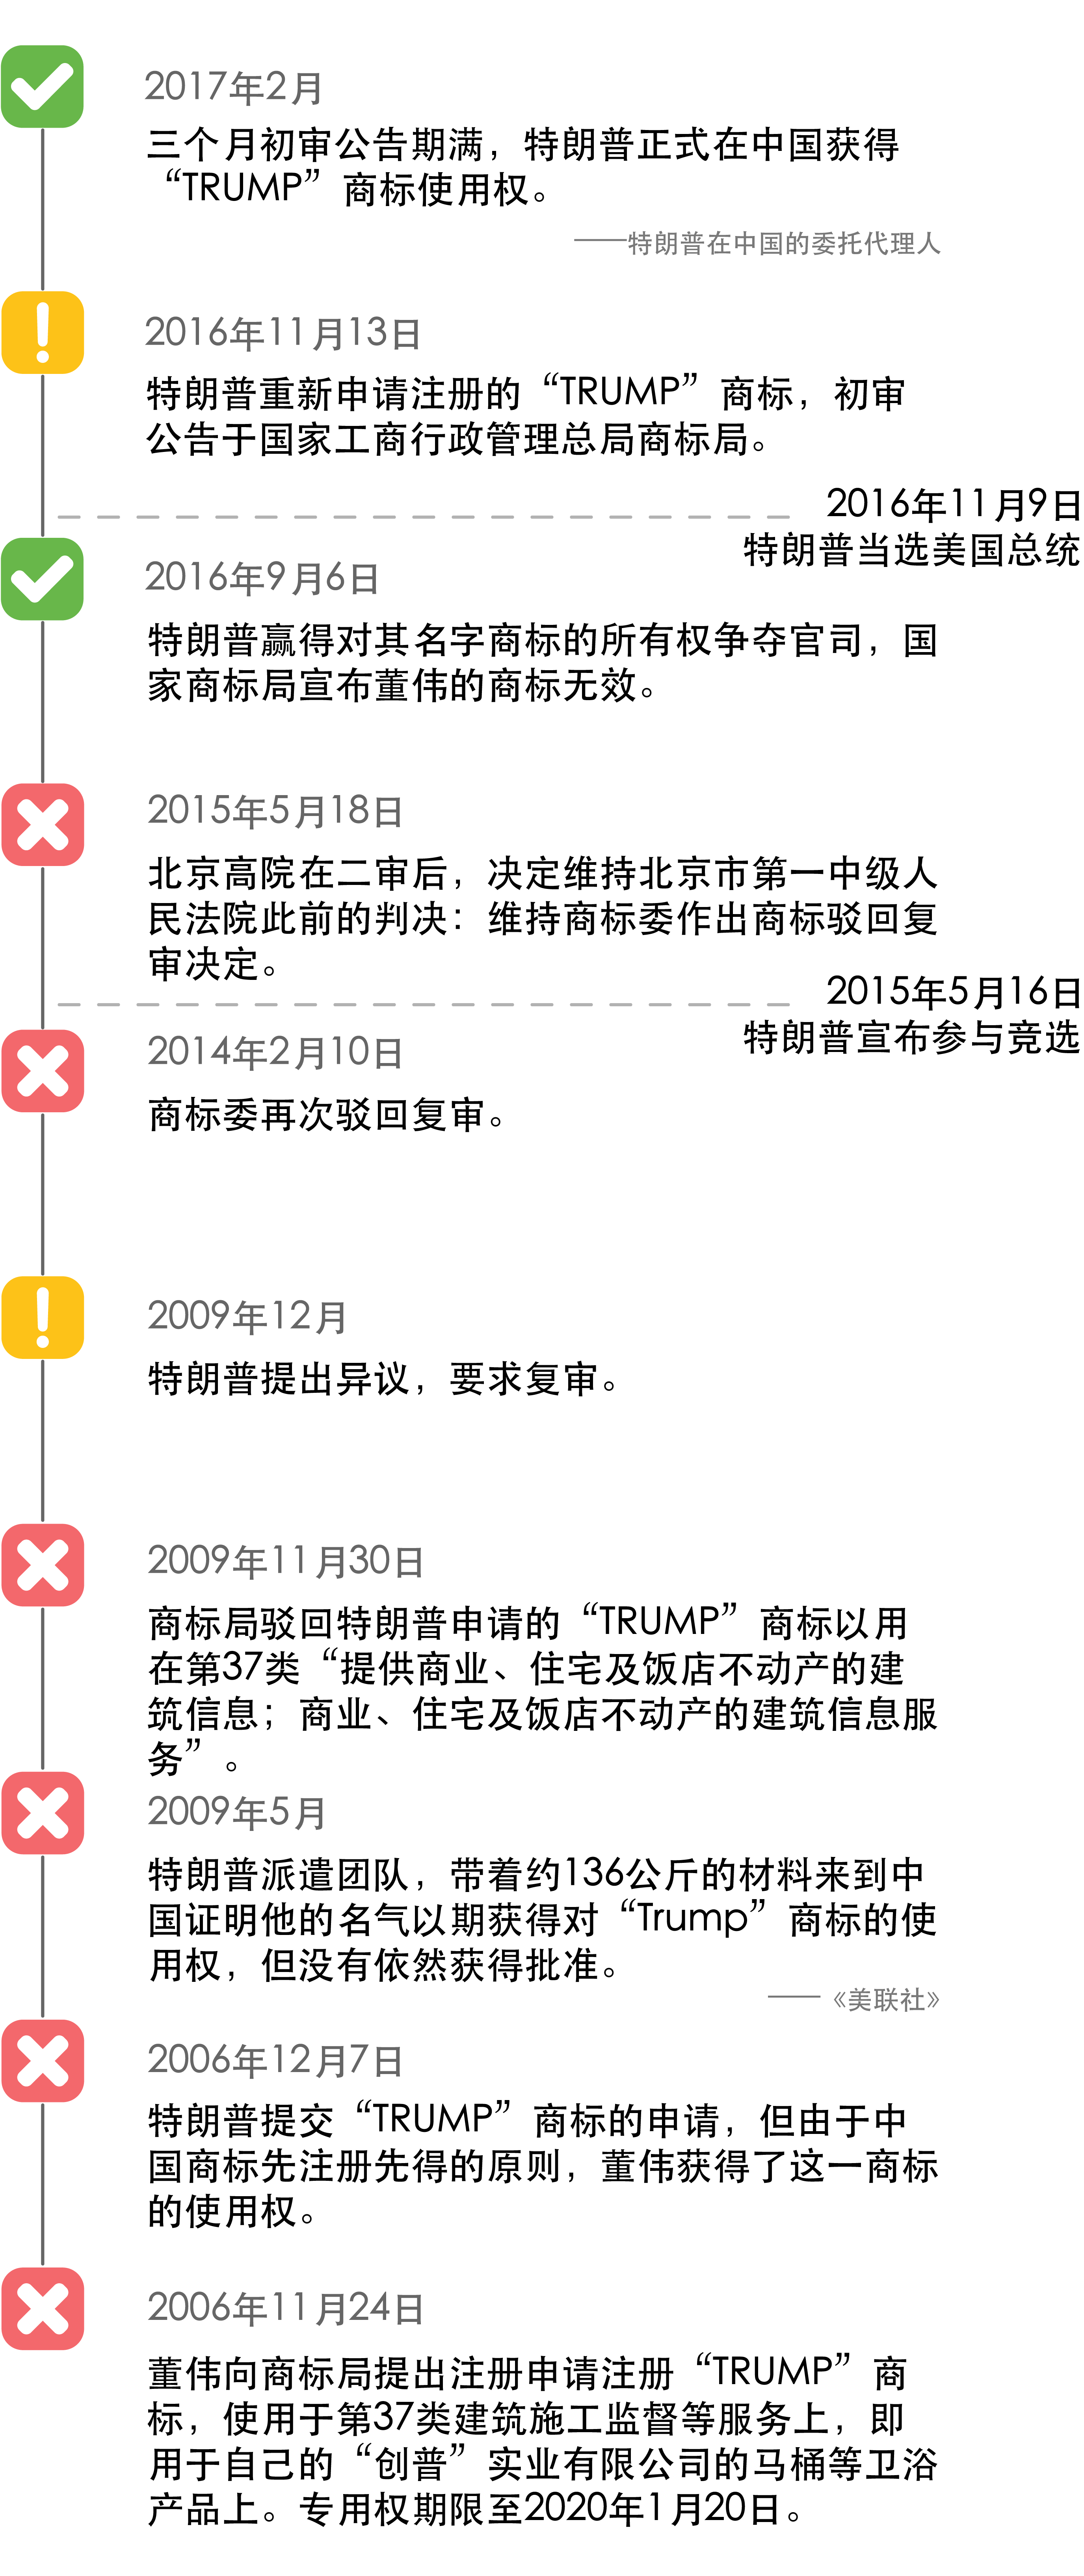 2017年2月
三个月初审公告期满，特朗普正式在中国获得
“TRUMP”商标使用权。
——特朗普在中国的委托代理人
2016年11月13日
特朗普重新申请注册的“TRUMP”商标，初审
公告于国家工商行政管理总局商标局。
2016年11月9日
特朗普当选美国总统
2016年9月6日
特朗普赢得对其名字商标的所有权争夺官司，国
家商标局宣布董伟的商标无效。
2015年5月18日
北京高院在二审后，决定维持北京市第一中级人
民法院此前的判决：维持商标委作出商标驳回复
审决定。
2015年5月16日
特朗普宣布参与竞选
2014年2月10日
商标委再次驳回复审。
2009年12月
特朗普提出异议，要求复审。
2009年11月30日
商标局驳回特朗普申请的“TRUMP”商标以用
在第37类“提供商业、住宅及饭店不动产的建
筑信息；商业、住宅及饭店不动产的建筑信息服
务”。
2009年5月
特朗普派遣团队，带着约136公斤的材料来到中
国证明他的名气以期获得对“Trump”商标的使
用权，但没有依然获得批准。
——《美联社》
2006年12月7日
特朗普提交“TRUMP”商标的申请，但由于中
国商标先注册先得的原则，董伟获得了这一商标
的使用权。
2006年11月24日
董伟向商标局提出注册申请注册“TRUMP”商
标，使用于第37类建筑施工监督等服务上，即
用于自己的“创普”实业有限公司的马桶等卫浴
产品上。专用权期限至2020年1月20日。